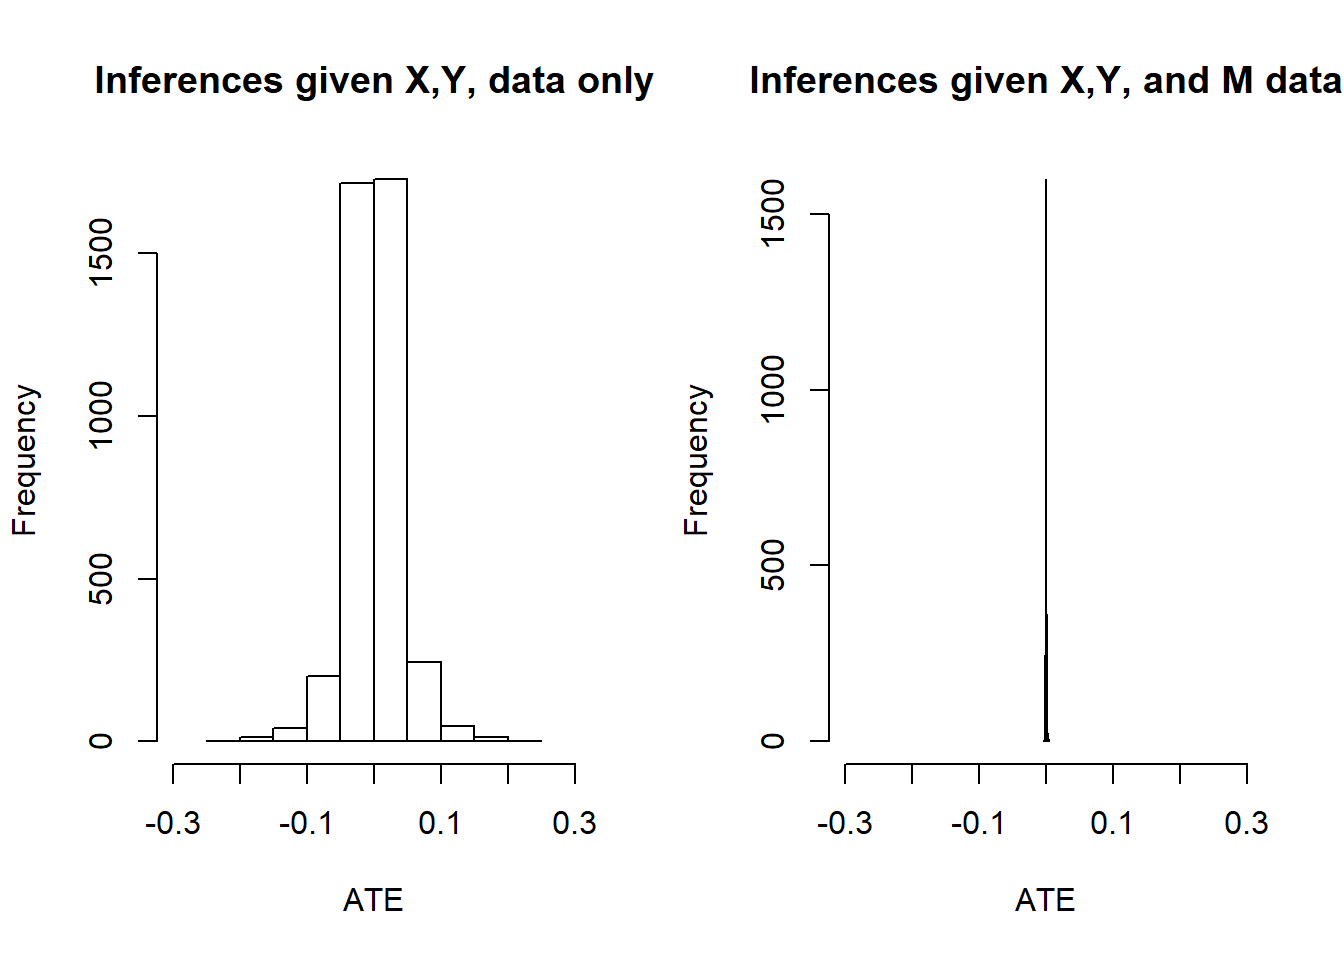 Inferences given X,Y, data only
Frequency
1500
1000
500
0
-0.3 -0.1 0.1 0.3
ATE
Inferences given X,Y, and M data
Frequency
1500
1000
500
0
-0.3 -0.1 0.1 0.3
ATE